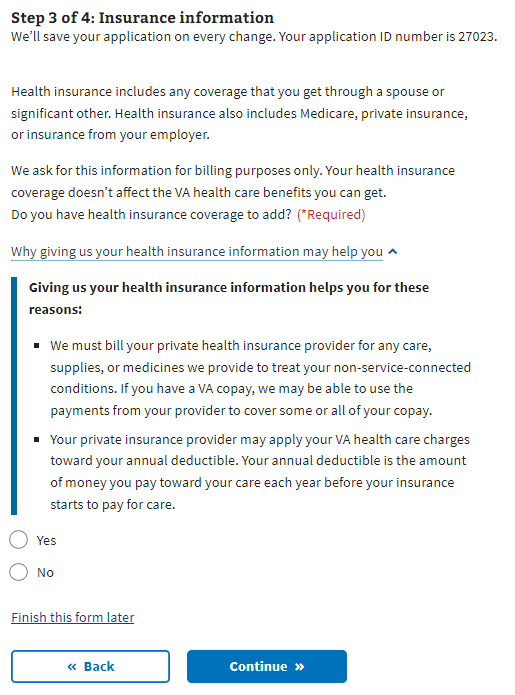 Step 3 of 4: Insurance information
We’ll save your application on every change. Your application ID number is 27023.
Health insurance includes any coverage that you get through a spouse or
significant other. Health insurance also includes Medicare, private insurance,
or insurance from your employer.
We ask for this information for billing purposes only. Your health insurance
coverage doesn’t affect the VA health care benefits you can get.
Do you have health insurance coverage to add? (*Required)
Why giving us your health insurance information may help you
Giving us your health insurance information helps you for these
reasons:
▪ We must bill your private health insurance provider for any care,
supplies, or medicines we provide to treat your non-service-connected
conditions. If you have a VA copay, we may be able to use the
payments from your provider to cover some or all of your copay.
▪ Your private insurance provider may apply your VA health care charges
toward your annual deductible. Your annual deductible is the amount
of money you pay toward your care each year before your insurance
starts to pay for care.
Yes
No
Finish this form later
« Back
Continue »